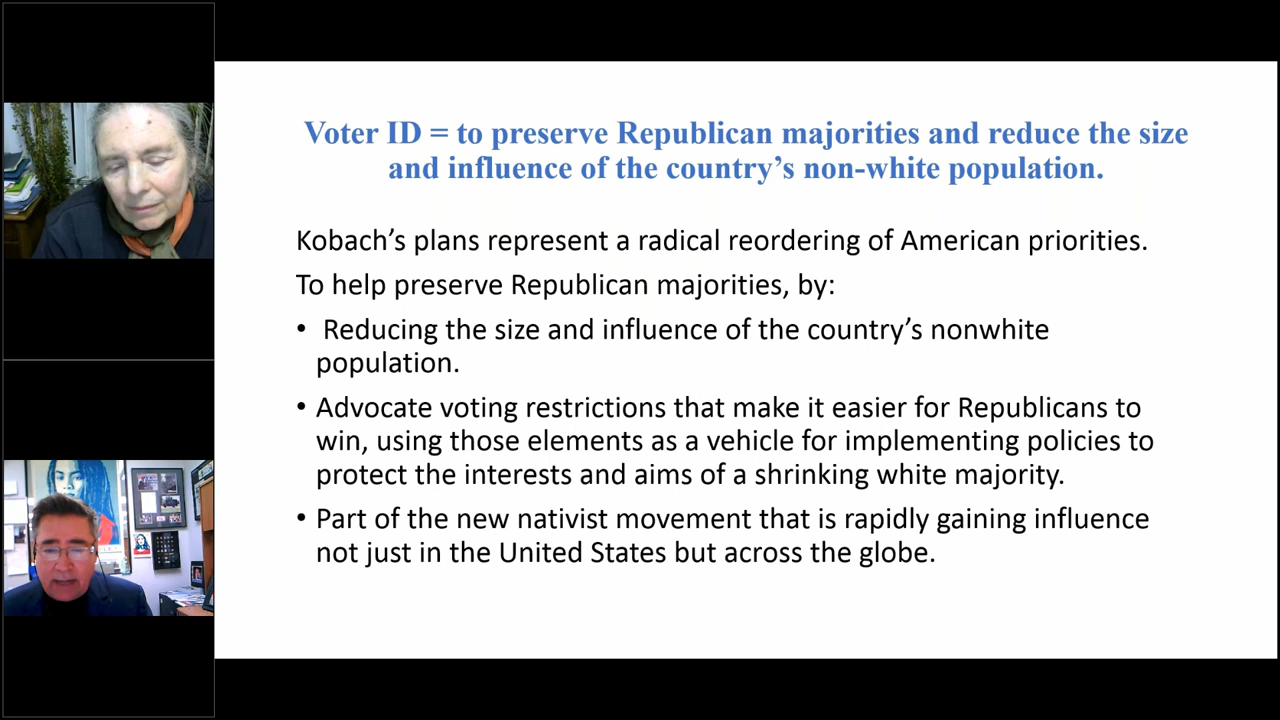 Voter ID = to preserve Republican majorities and reduce the size
and influence of the country’s non-white population.
Kobach’s plans represent a radical reordering of American priorities.
To help preserve Republican majorities, by:
• Reducing the size and influence of the country’s nonwhite
population.
• Advocate voting restrictions that make it easier for Republicans to
win, using those elements as a vehicle for implementing policies to
protect the interests and aims of a shrinking white majority.
• Part of the new nativist movement that is rapidly gaining influence
not just in the United States but across the globe.